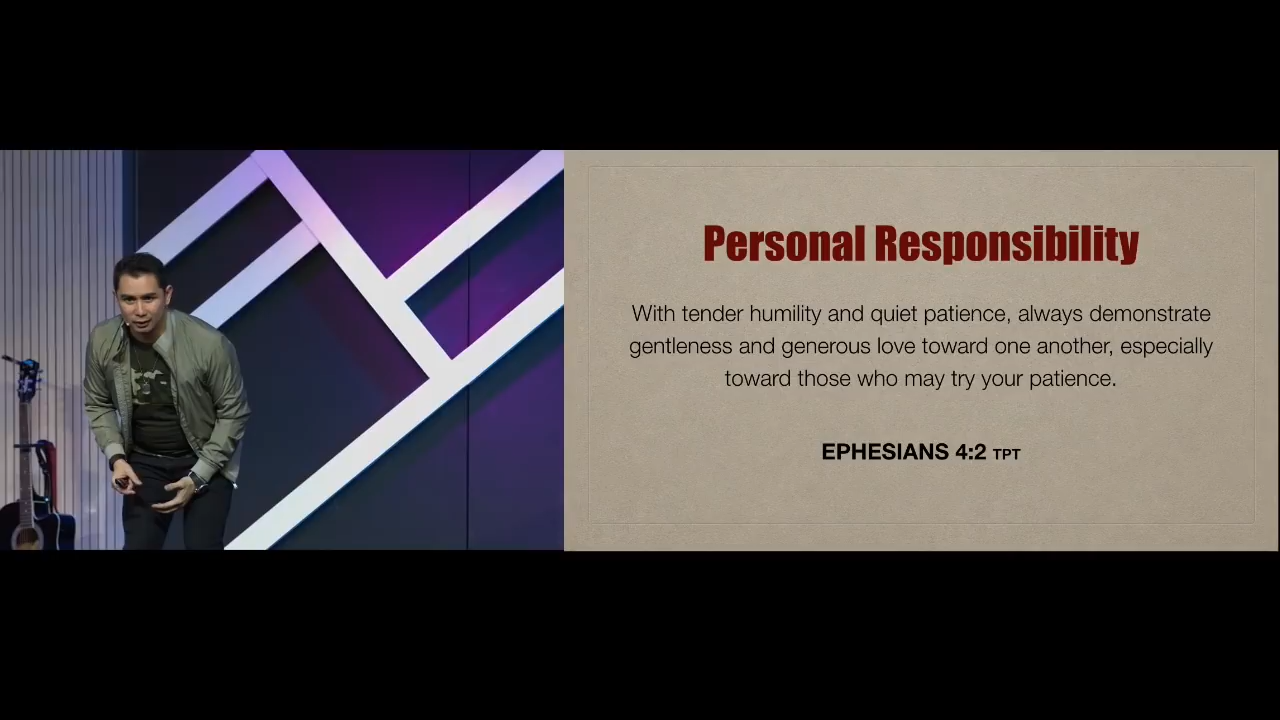 Personal Responsibility
With tender humility and quiet patience, always demonstrate
gentleness and generous love toward one another, especially
toward those who may try your patience.
EPHESIANS 4:2 TPT